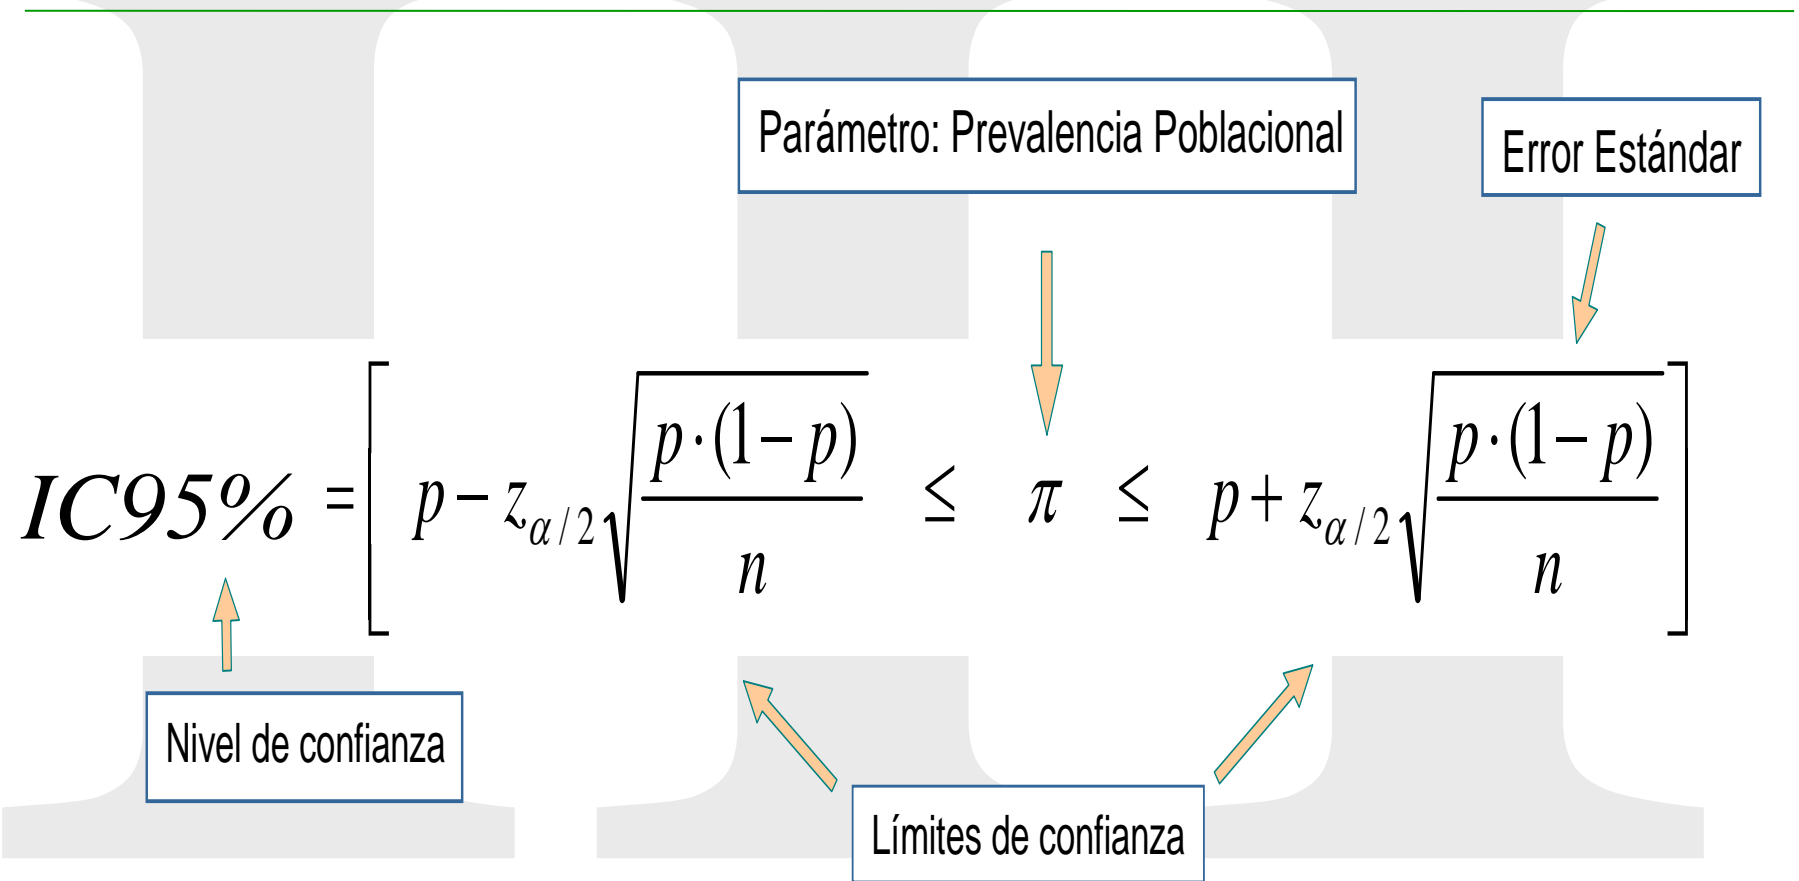 Parámetro: Prevalencia Poblacional
Error Estándar
IC95% = [ p − z_{α/2} √(p·(1−p)/n) ≤ π ≤ p + z_{α/2} √(p·(1−p)/n) ]
Nivel de confianza
Límites de confianza